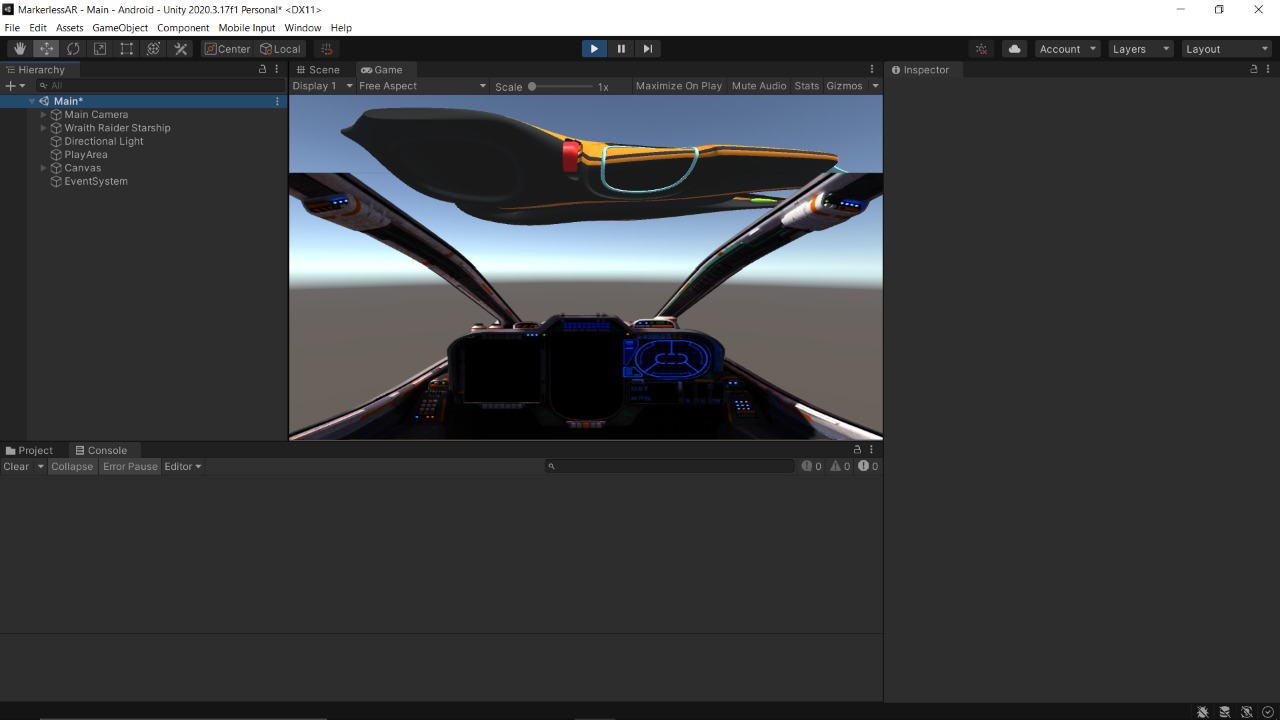 MarkerlessAR - Main - Android - Unity 2020.3.17f1 Personal* <DX11>
File Edit Assets GameObject Component Mobile Input Window Help
Center Local Account Layers Layout
Hierarchy Scene Game Inspector
All Display 1 Free Aspect Scale 1x Maximize On Play Mute Audio Stats Gizmos
Main*
Main Camera
Wraith Raider Starship
Directional Light
PlayArea
Canvas
EventSystem
Project Console
Clear Collapse Error Pause Editor 0 0 0